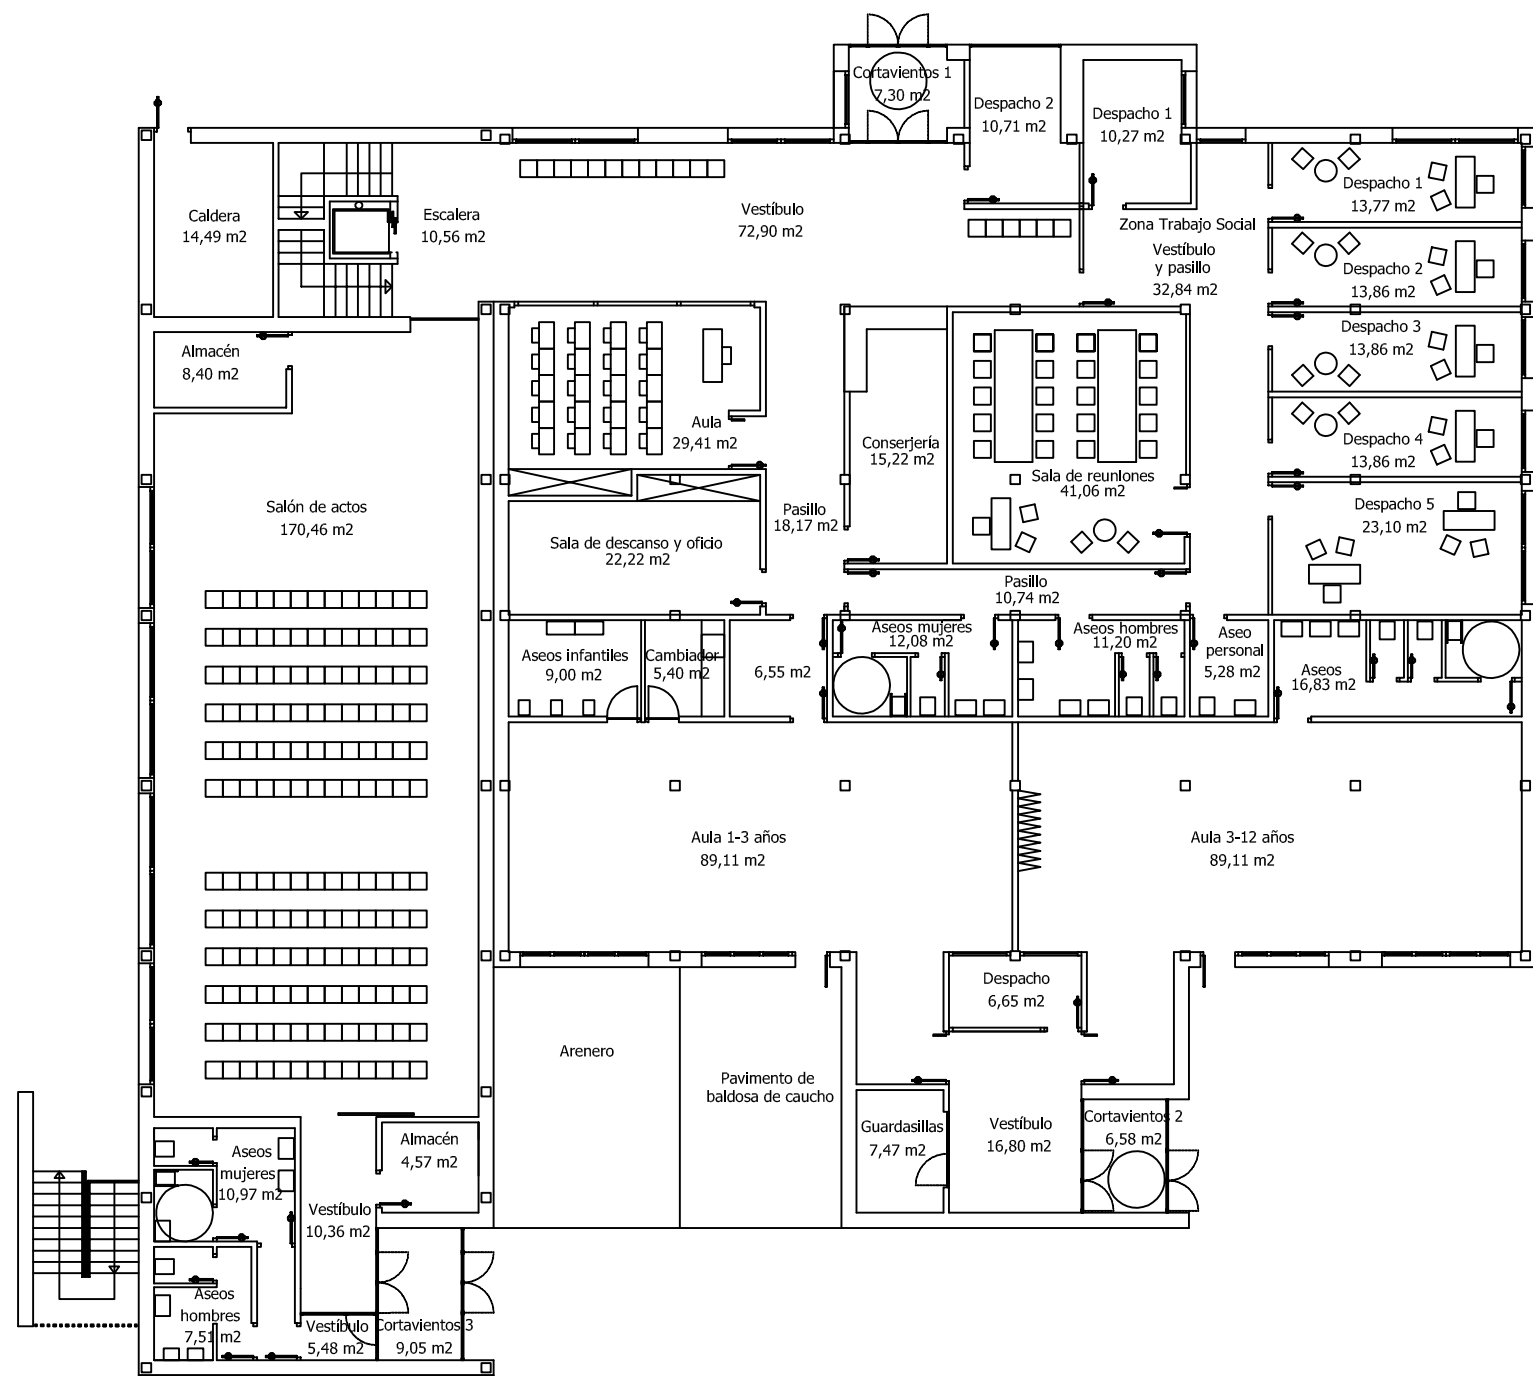 Cortavientos 1
7,30 m2
Despacho 2
10,71 m2
Despacho 1
10,27 m2
Despacho 1
13,77 m2
Caldera
14,49 m2
Escalera
10,56 m2
Vestíbulo
72,90 m2
Zona Trabajo Social
Vestíbulo
y pasillo
32,84 m2
Despacho 2
13,86 m2
Despacho 3
13,86 m2
Almacén
8,40 m2
Aula
29,41 m2
Conserjería
15,22 m2
Sala de reuniones
41,06 m2
Despacho 4
13,86 m2
Salón de actos
170,46 m2
Pasillo
18,17 m2
Despacho 5
23,10 m2
Sala de descanso y oficio
22,22 m2
Pasillo
10,74 m2
Aseos infantiles
9,00 m2
Cambiador
5,40 m2
6,55 m2
Aseos mujeres
12,08 m2
Aseos hombres
11,20 m2
Aseo
personal
5,28 m2
Aseos
16,83 m2
Aula 1-3 años
89,11 m2
Aula 3-12 años
89,11 m2
Despacho
6,65 m2
Arenero
Pavimento de
baldosa de caucho
Guardasillas
7,47 m2
Vestíbulo
16,80 m2
Cortavientos 2
6,58 m2
Aseos
mujeres
10,97 m2
Almacén
4,57 m2
Vestíbulo
10,36 m2
Aseos
hombres
7,51 m2
Vestíbulo
5,48 m2
Cortavientos 3
9,05 m2